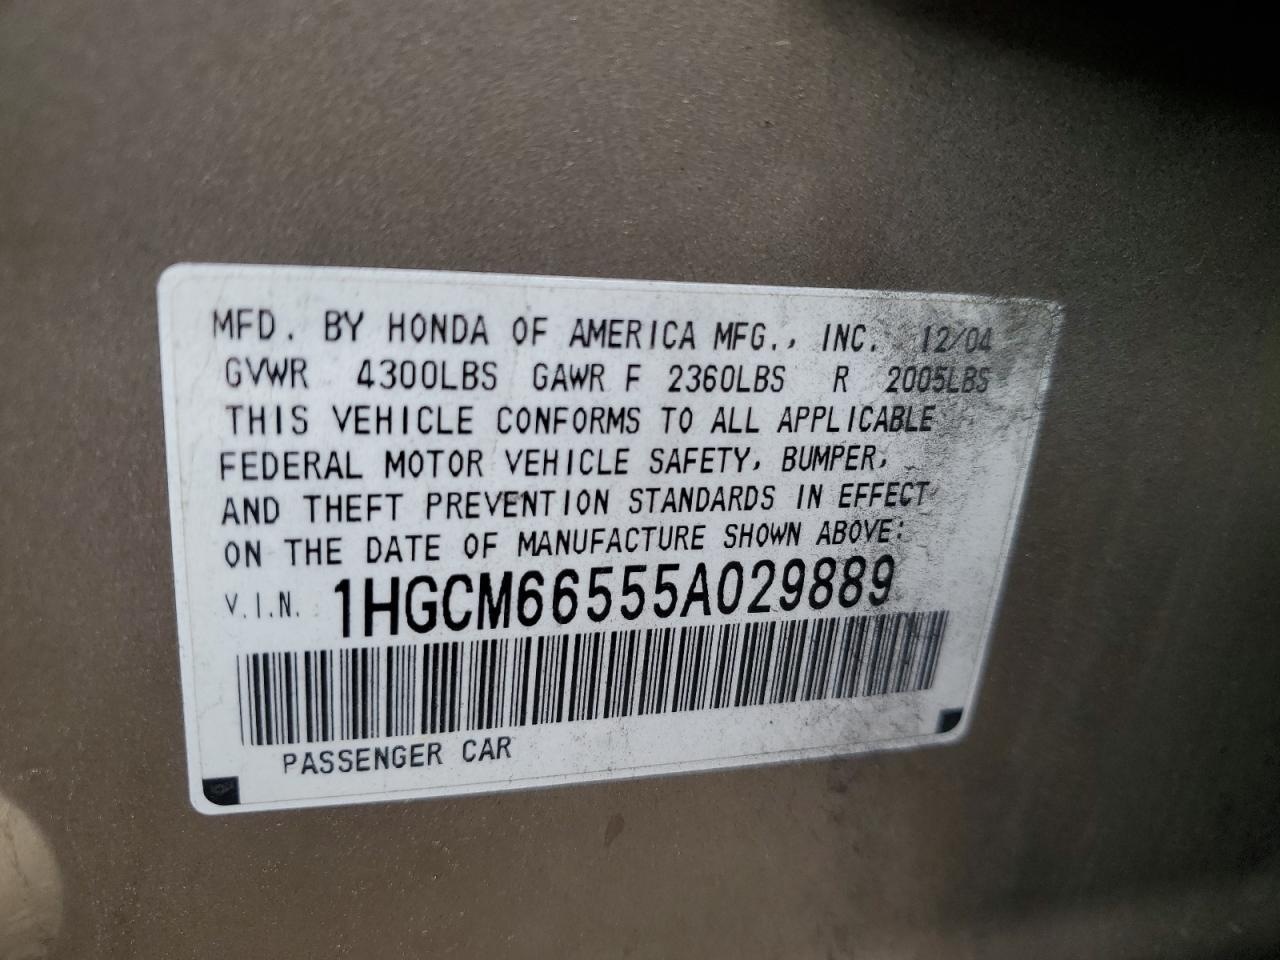 MFD. BY HONDA OF AMERICA MFG., INC. 12/04
GVWR 4300LBS GAWR F 2360LBS R 2005LBS
THIS VEHICLE CONFORMS TO ALL APPLICABLE
FEDERAL MOTOR VEHICLE SAFETY, BUMPER,
AND THEFT PREVENTION STANDARDS IN EFFECT
ON THE DATE OF MANUFACTURE SHOWN ABOVE:
V.I.N. 1HGCM66555A029889
PASSENGER CAR